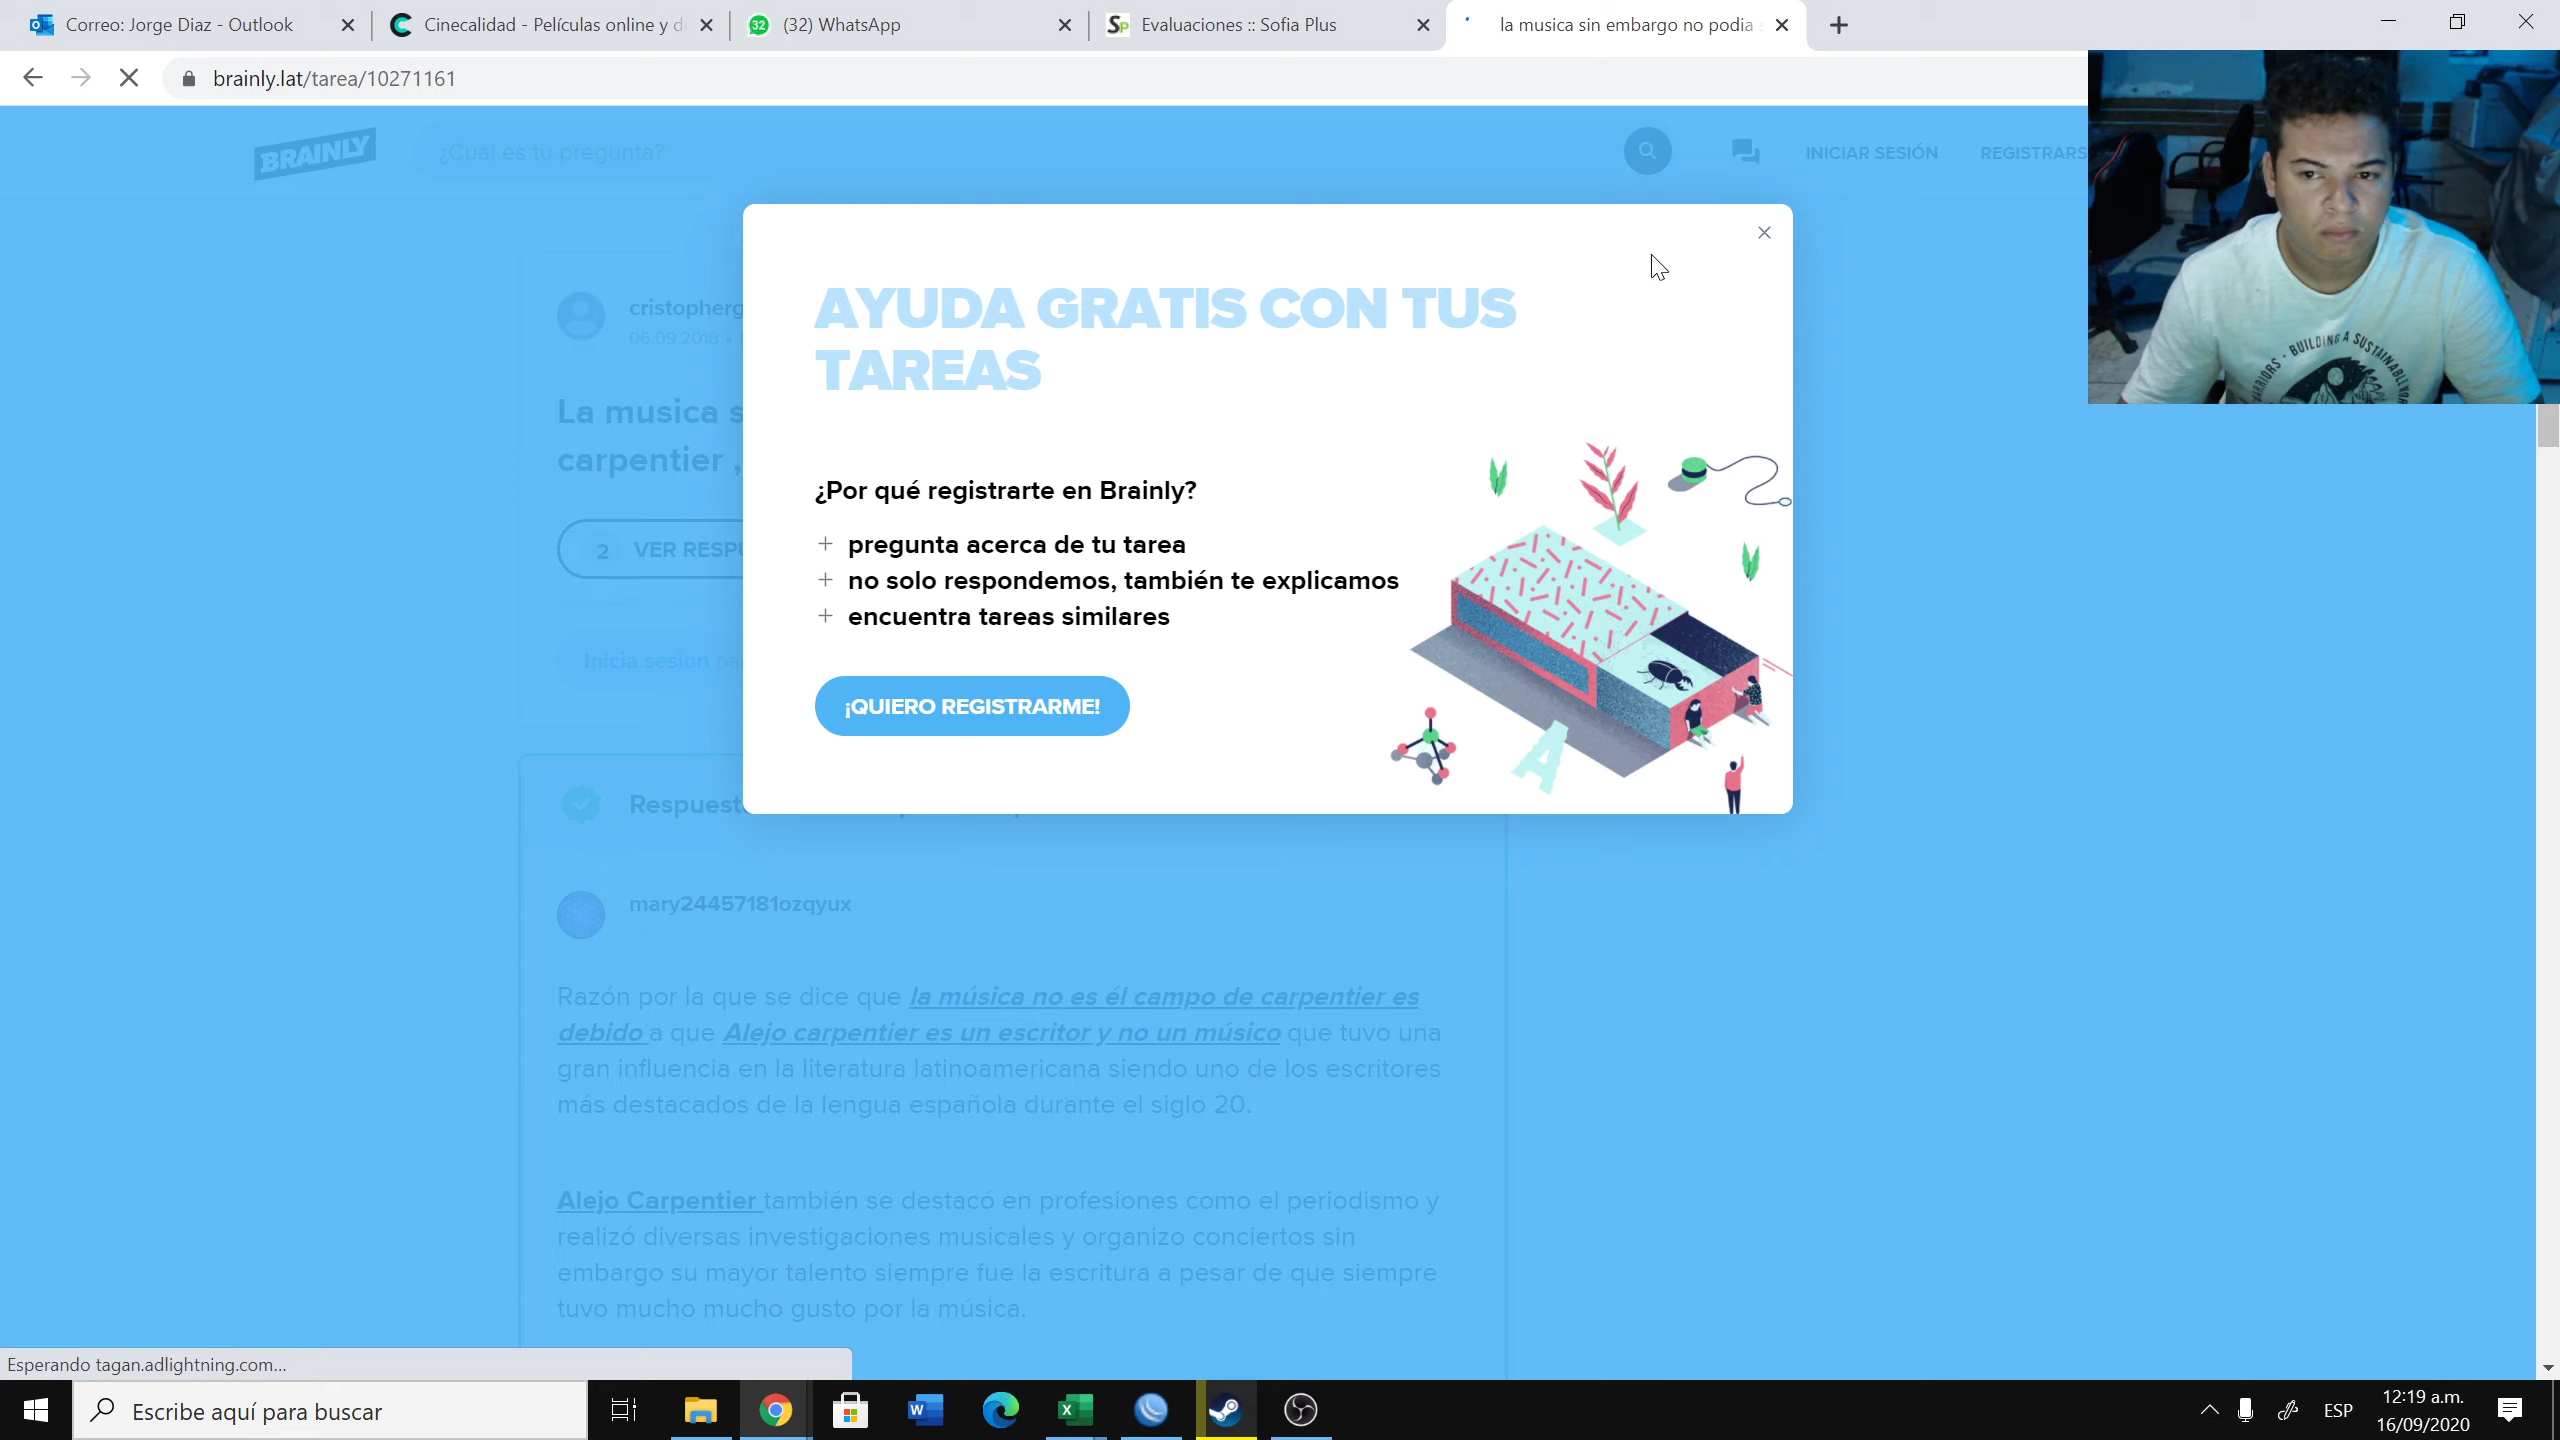 Correo: Jorge Diaz - Outlook
Cinecalidad - Películas online y de
(32) WhatsApp
Evaluaciones :: Sofia Plus
la musica sin embargo no podia
brainly.lat/tarea/10271161
BRAINLY
¿Cuál es tu pregunta?
INICIAR SESIÓN
REGISTRARS
AYUDA GRATIS CON TUS
TAREAS
¿Por qué registrarte en Brainly?
+ pregunta acerca de tu tarea
+ no solo respondemos, también te explicamos
+ encuentra tareas similares
¡QUIERO REGISTRARME!
cristopherg
06.09.2018 •
La musica s
carpentier ,
2 VER RESPU
Inicia sesion pa
Respuest
mary24457181ozqyux
Razón por la que se dice que la música no es él campo de carpentier es
debido a que Alejo carpentier es un escritor y no un músico que tuvo una
gran influencia en la literatura latinoamericana siendo uno de los escritores
más destacados de la lengua española durante el siglo 20.
Alejo Carpentier también se destacó en profesiones como el periodismo y
realizó diversas investigaciones musicales y organizo conciertos sin
embargo su mayor talento siempre fue la escritura a pesar de que siempre
tuvo mucho mucho gusto por la música.
BUILDING A SUSTAINABLY
Esperando tagan.adlightning.com...
Escribe aquí para buscar
ESP
12:19 a.m.
16/09/2020